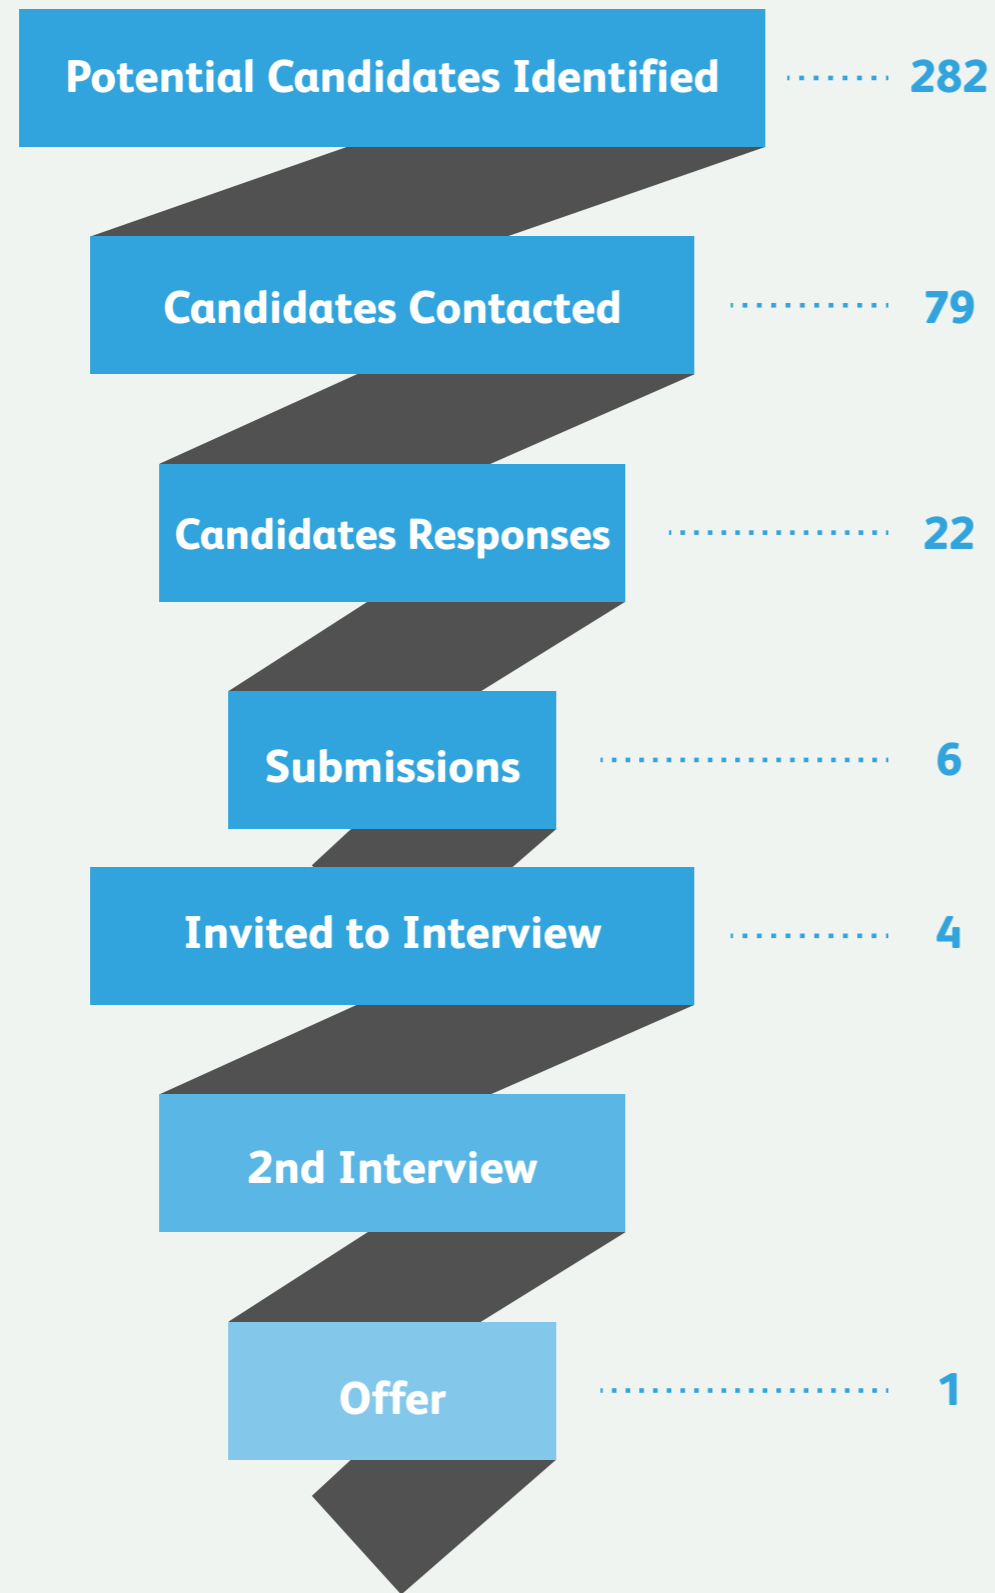 Potential Candidates Identified 282
Candidates Contacted 79
Candidates Responses 22
Submissions 6
Invited to Interview 4
2nd Interview
Offer 1